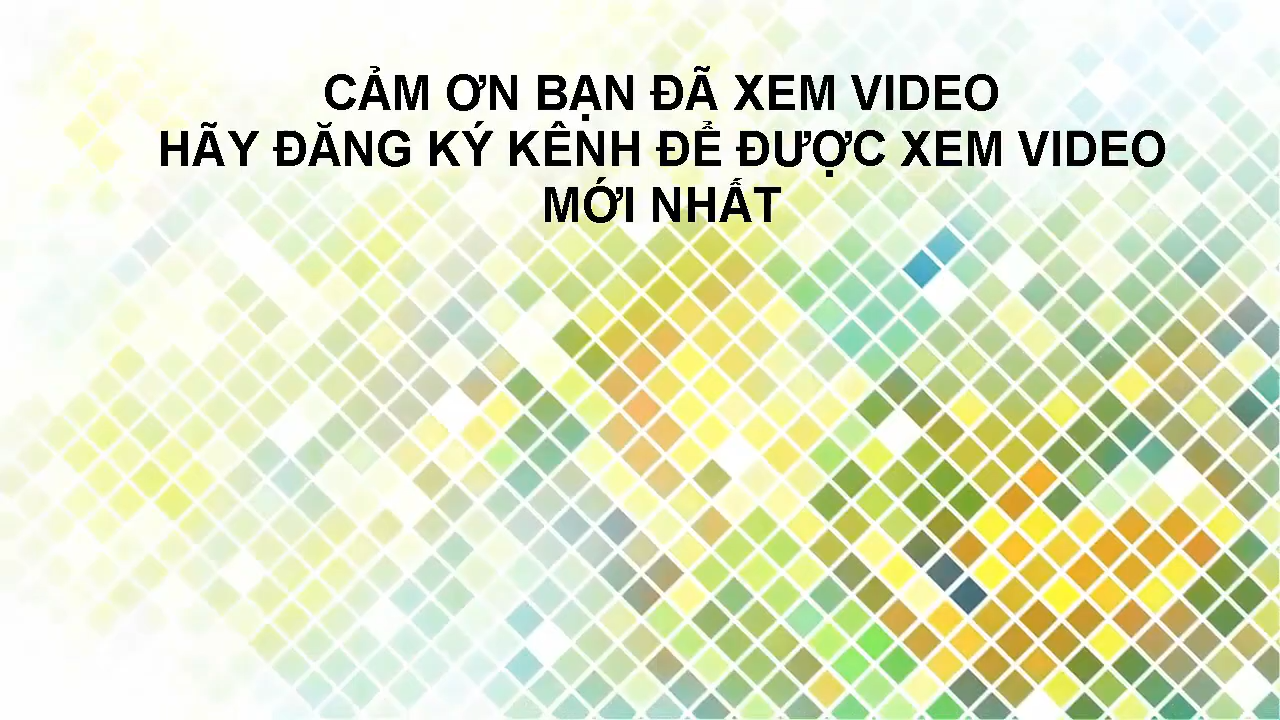 CẢM ƠN BẠN ĐÃ XEM VIDEO
HÃY ĐĂNG KÝ KÊNH ĐỂ ĐƯỢC XEM VIDEO
MỚI NHẤT